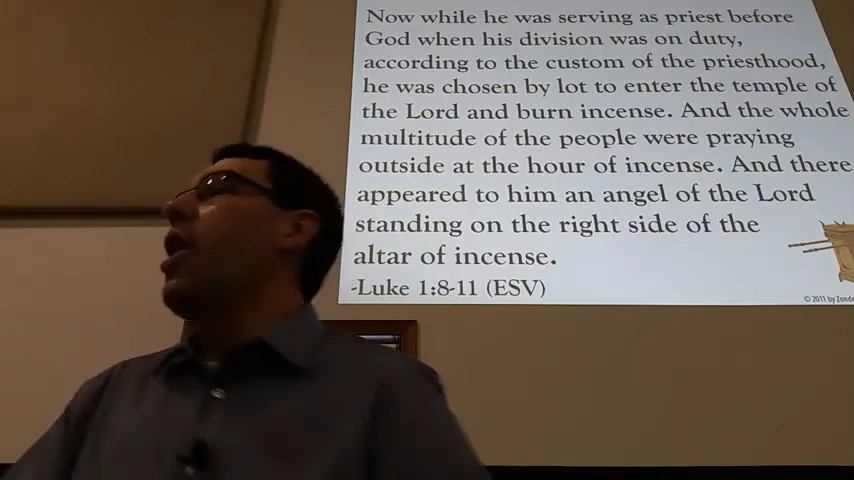 Now while he was serving as priest before
God when his division was on duty,
according to the custom of the priesthood,
he was chosen by lot to enter the temple of
the Lord and burn incense. And the whole
multitude of the people were praying
outside at the hour of incense. And there
appeared to him an angel of the Lord
standing on the right side of the
altar of incense.
-Luke 1:8-11 (ESV)
© 2011 by Zonde